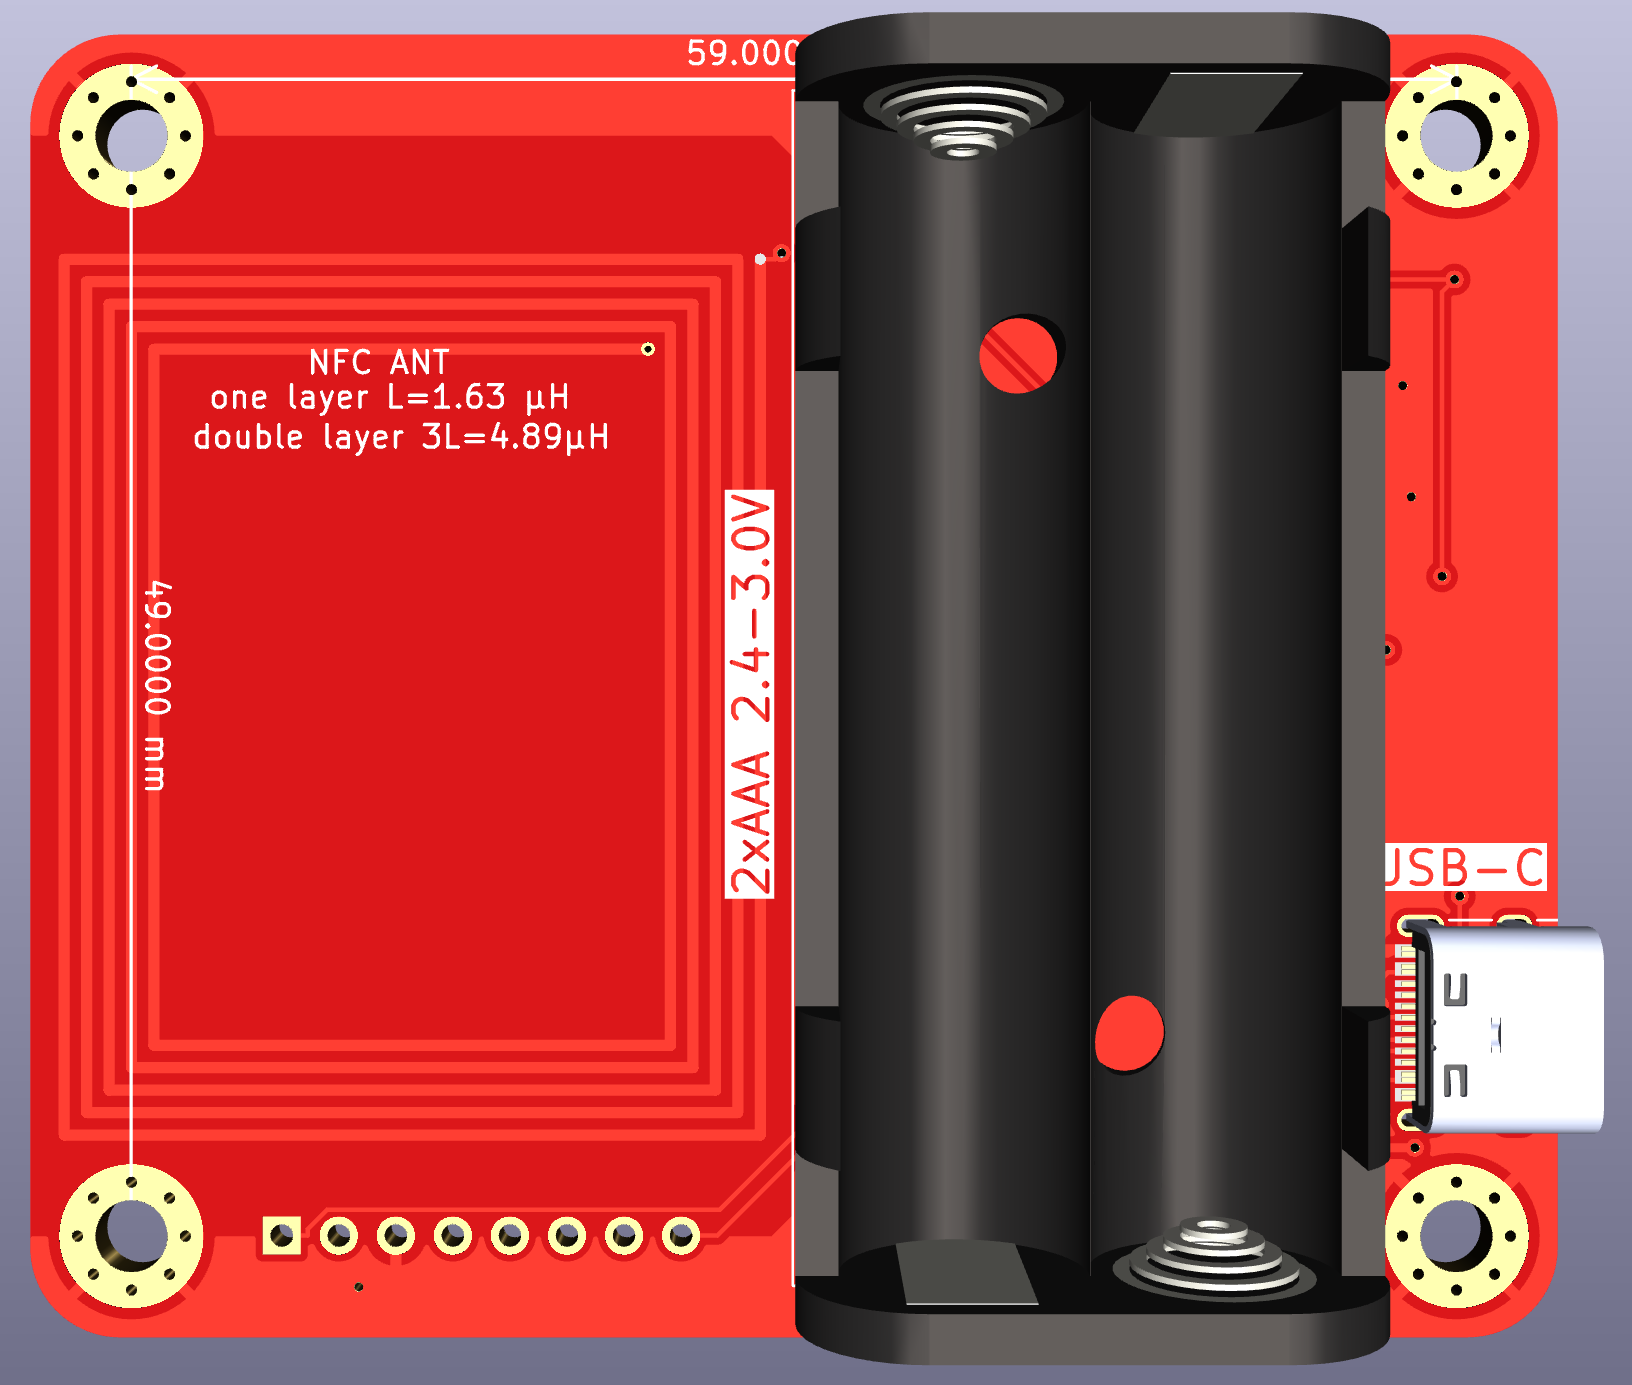 59.000
NFC ANT
one layer L=1.63 µH
double layer 3L=4.89µH
49.0000 mm
2xAAA 2.4-3.0V
USB-C